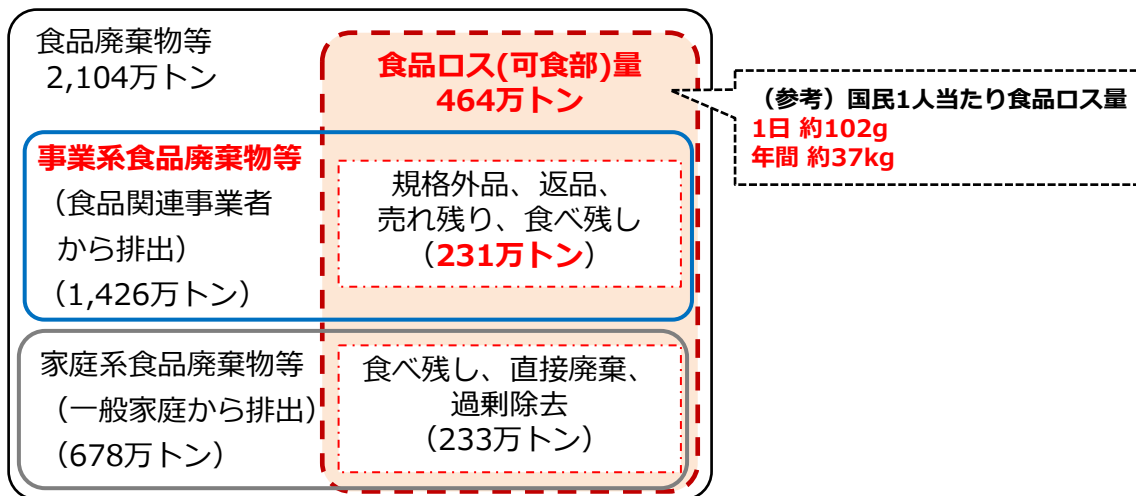 食品廃棄物等
2,104万トン
食品ロス(可食部)量
464万トン
（参考）国民1人当たり食品ロス量
1日 約102g
年間 約37kg
事業系食品廃棄物等
（食品関連事業者
から排出）
（1,426万トン）
規格外品、返品、
売れ残り、食べ残し
（231万トン）
家庭系食品廃棄物等
（一般家庭から排出）
（678万トン）
食べ残し、直接廃棄、
過剰除去
（233万トン）